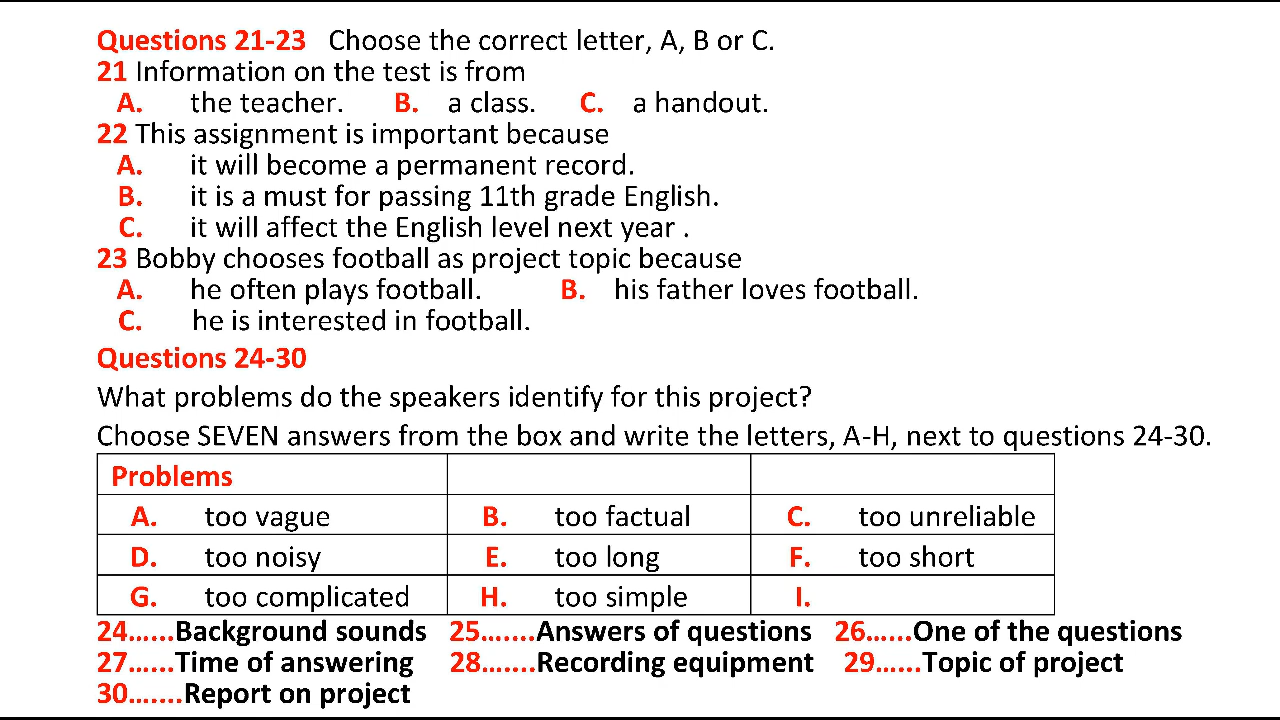 Questions 21-23 Choose the correct letter, A, B or C.
21 Information on the test is from
A. the teacher. B. a class. C. a handout.
22 This assignment is important because
A. it will become a permanent record.
B. it is a must for passing 11th grade English.
C. it will affect the English level next year .
23 Bobby chooses football as project topic because
A. he often plays football. B. his father loves football.
C. he is interested in football.
Questions 24-30
What problems do the speakers identify for this project?
Choose SEVEN answers from the box and write the letters, A-H, next to questions 24-30.
Problems
A. too vague B. too factual C. too unreliable
D. too noisy E. too long F. too short
G. too complicated H. too simple I.
24......Background sounds 25.......Answers of questions 26......One of the questions
27......Time of answering 28.......Recording equipment 29......Topic of project
30.......Report on project